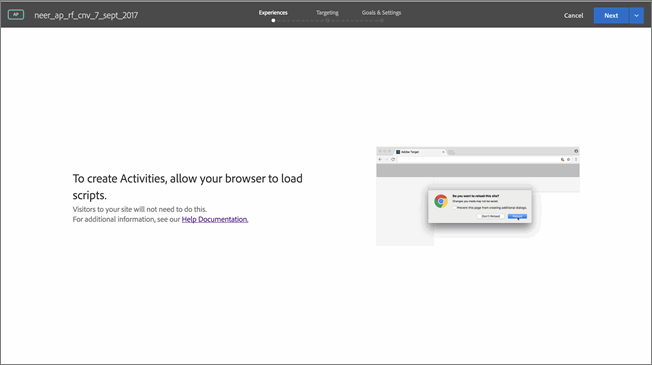 AP
neer_ap_rf_cnv_7_sept_2017
Experiences
Targeting
Goals & Settings
Cancel
Next
To create Activities, allow your browser to load
scripts.
Visitors to your site will not need to do this.
For additional information, see our Help Documentation.
Adobe Target
Do you want to reload this site?
Changes you made may not be saved.
Prevent this page from creating additional dialogs.
Don't Reload
Reload